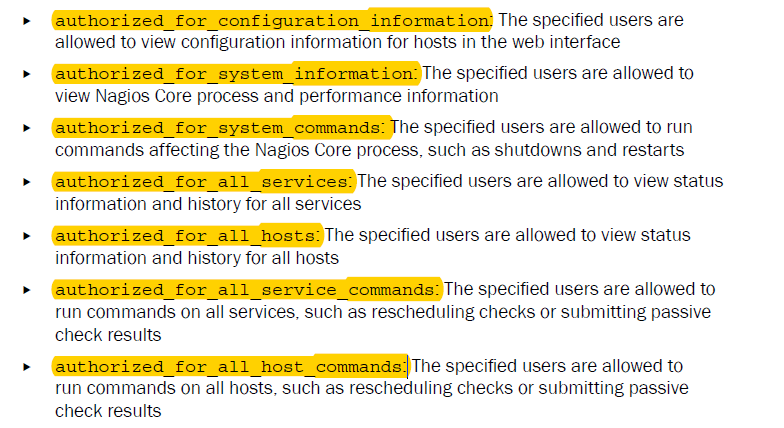 ► authorized_for_configuration_information: The specified users are
allowed to view configuration information for hosts in the web interface
► authorized_for_system_information: The specified users are allowed to
view Nagios Core process and performance information
► authorized_for_system_commands: The specified users are allowed to run
commands affecting the Nagios Core process, such as shutdowns and restarts
► authorized_for_all_services: The specified users are allowed to view status
information and history for all services
► authorized_for_all_hosts: The specified users are allowed to view status
information and history for all hosts
► authorized_for_all_service_commands: The specified users are allowed to
run commands on all services, such as rescheduling checks or submitting passive
check results
► authorized_for_all_host_commands: The specified users are allowed to
run commands on all hosts, such as rescheduling checks or submitting passive
check results